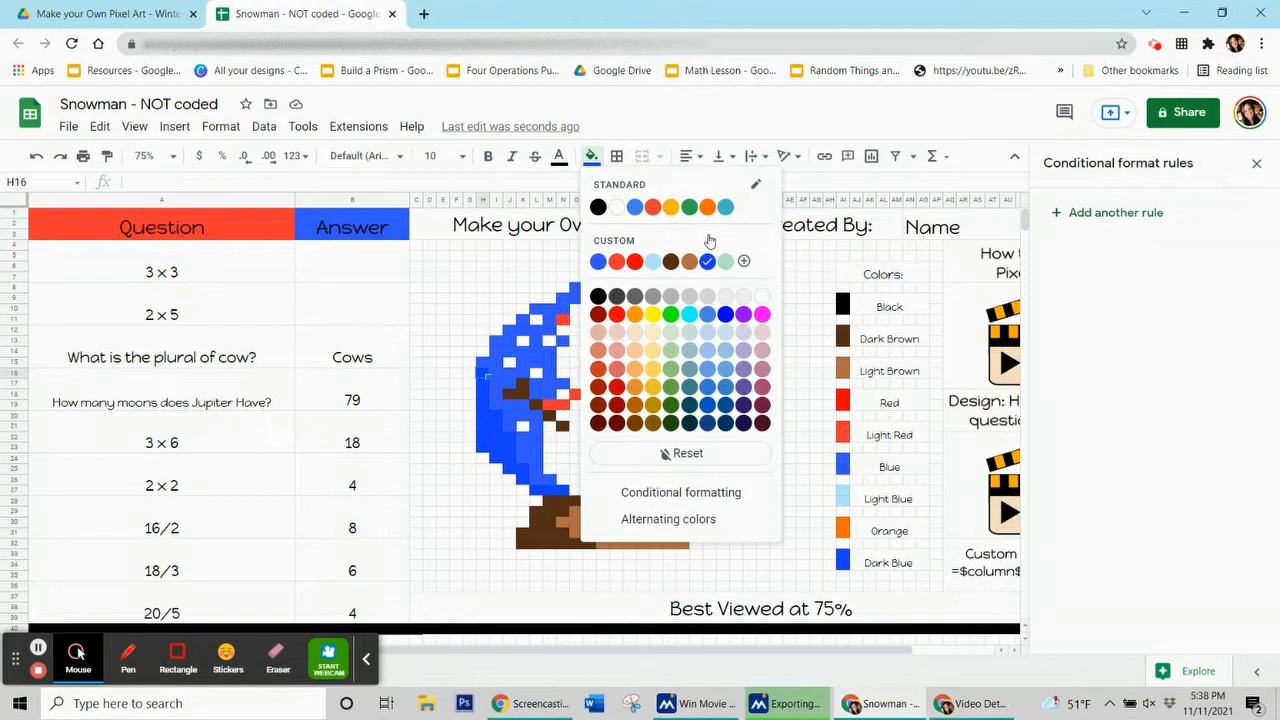 Make your Own Pixel Art - Winte
Snowman - NOT coded
Apps
Resources - Google...
All your designs - C...
Build a Prism - Goo...
Four Operations Pu...
Google Drive
Math Lesson - Goo...
Random Things an...
https://youtu.be/zR...
Other bookmarks
Reading list
Snowman - NOT coded
File Edit View Insert Format Data Tools Extensions Help Last edit was seconds ago
Share
75% $ % .0 .00 123 Default (Ari... 10 B I S A
Conditional format rules
H16 fx
Add another rule
STANDARD
CUSTOM
Reset
Conditional formatting
Alternating colors
Question Answer
3 × 3
2 × 5
What is the plural of cow? Cows
How many moons does Jupiter Have? 79
3 × 6 18
2 × 2 4
16/2 8
18/3 6
20/5 4
Make your Ow
eated By: Name
Colors:
Black
Dark Brown
Light Brown
Red
Light Red
Blue
Light Blue
Orange
Dark Blue
How t
Pix
Design: H
questio
Custom
=$column$
Best Viewed at 75%
Mouse
Pen
Rectangle
Stickers
Eraser
START
WEBCAM
Explore
Type here to search
Screencasti...
Win Movie ...
Exporting...
Snowman -...
Video Det...
51°F
5:38 PM
11/11/2021